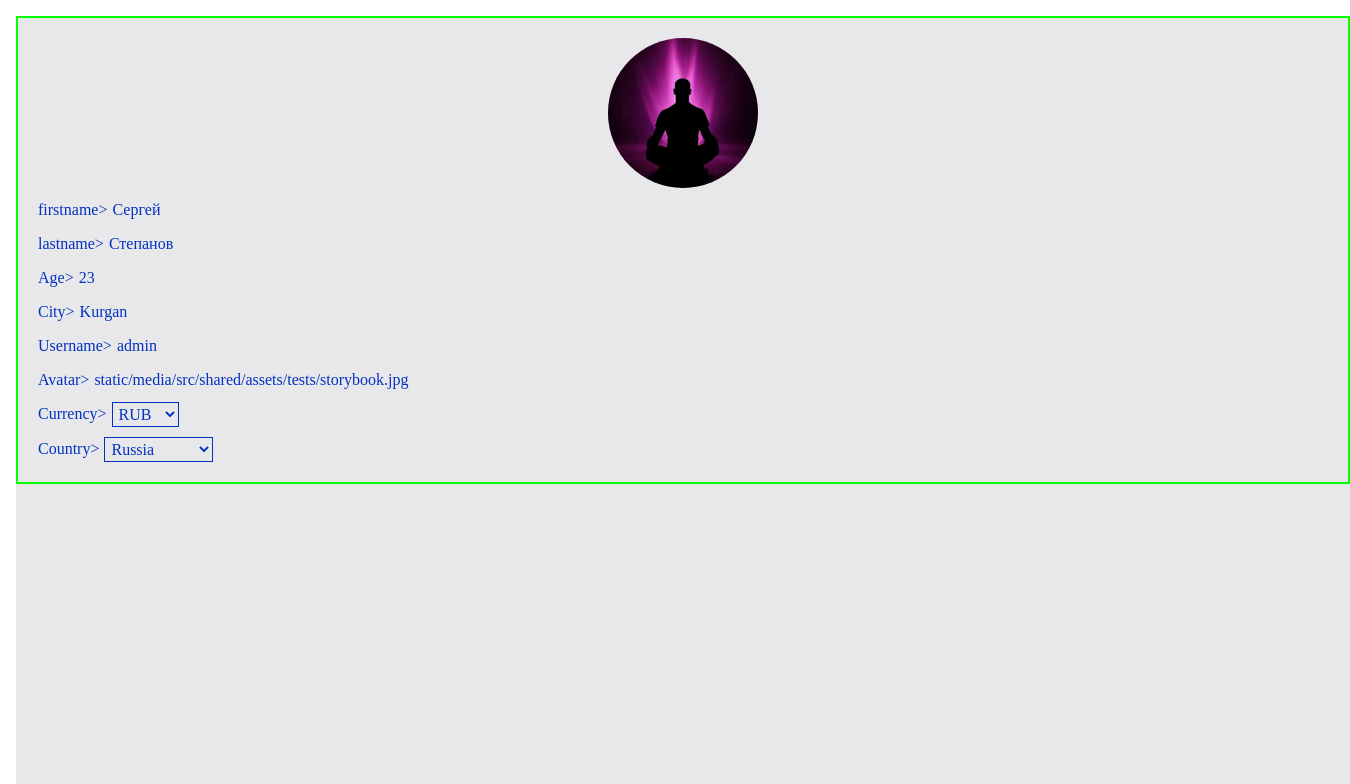 firstname> Сергей
lastname> Степанов
Age> 23
City> Kurgan
Username> admin
Avatar> static/media/src/shared/assets/tests/storybook.jpg
Currency> RUB
Country> Russia